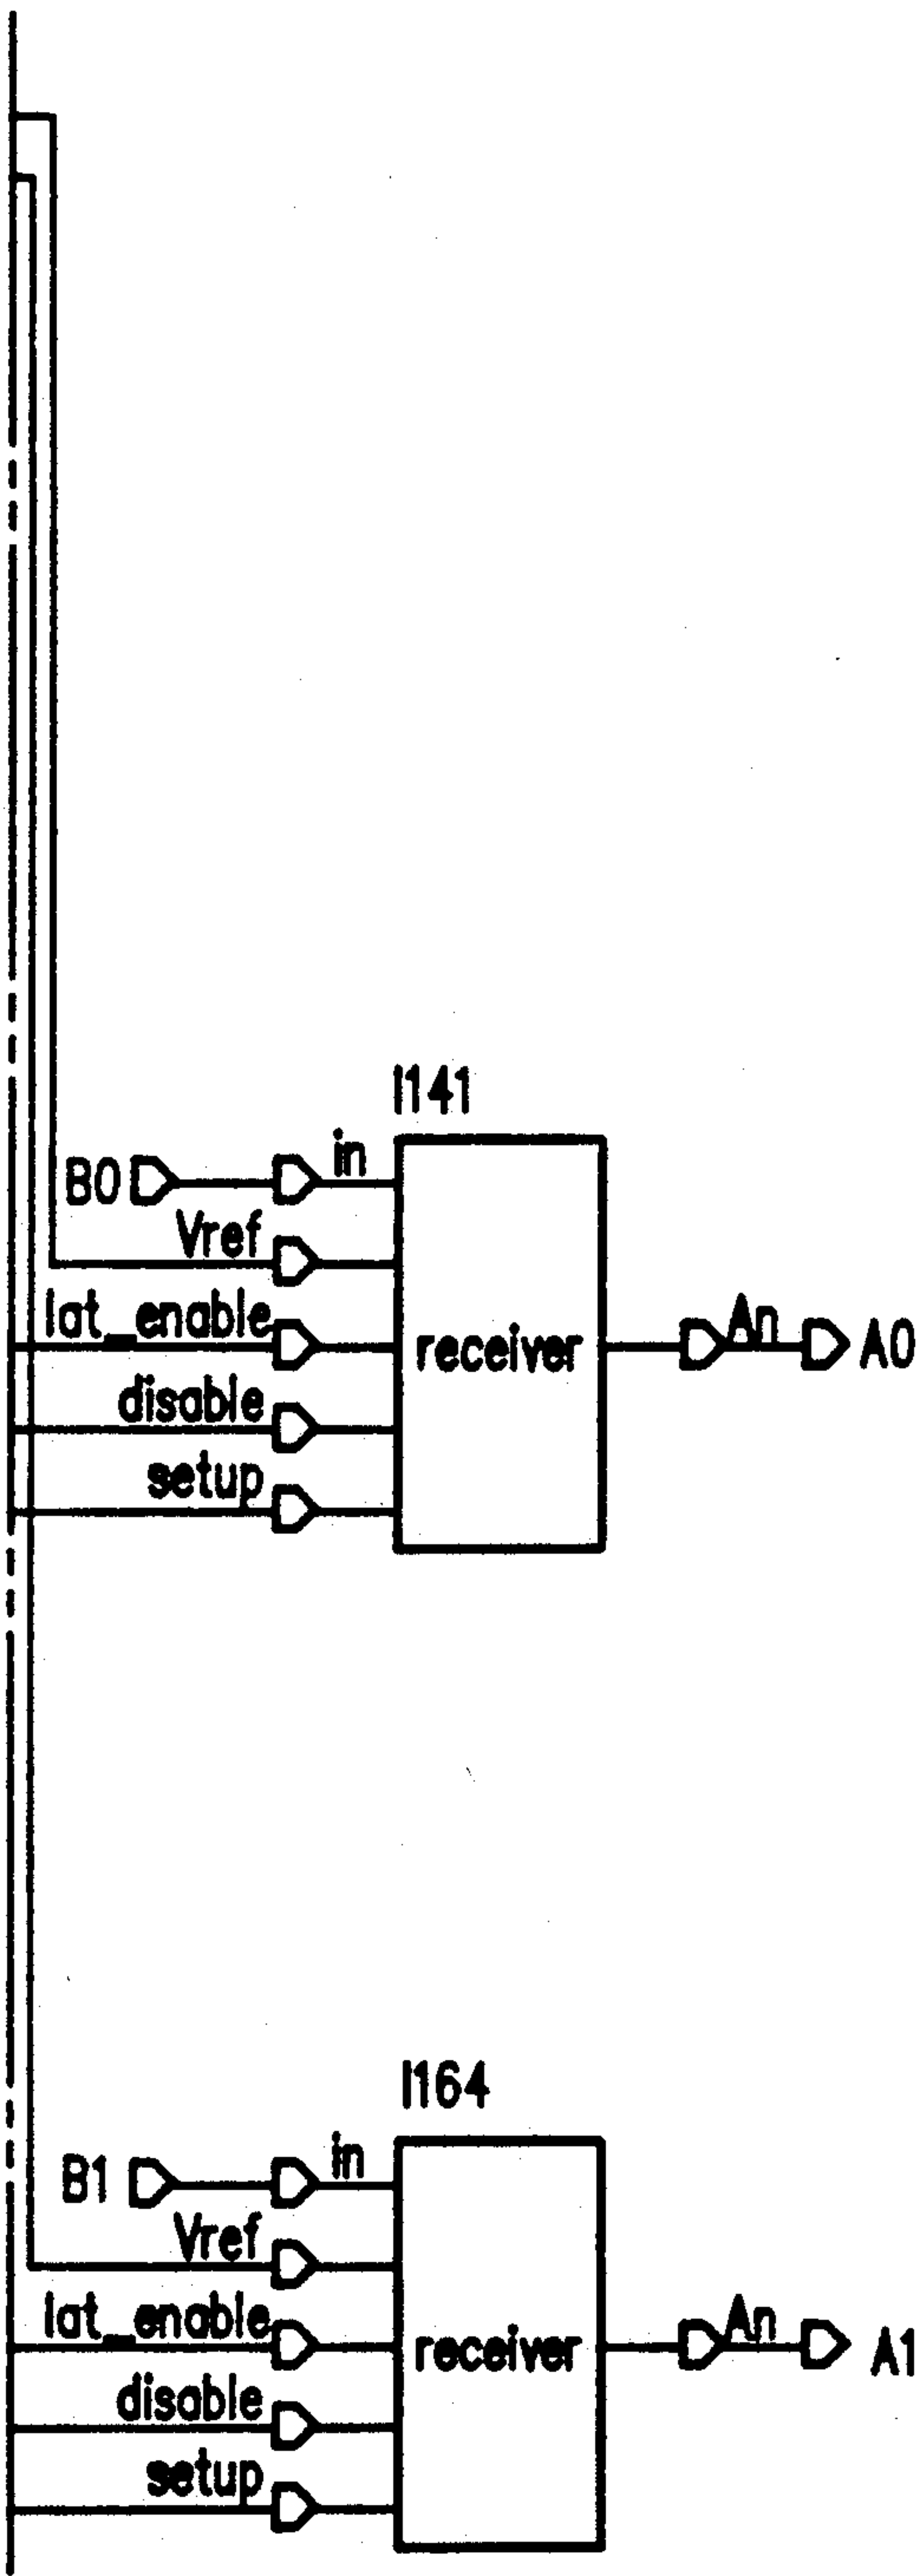 I141
B0 in
Vref
lat_enable
disable
setup
receiver
An A0
I164
B1 in
Vref
lat_enable
disable
setup
receiver
An A1